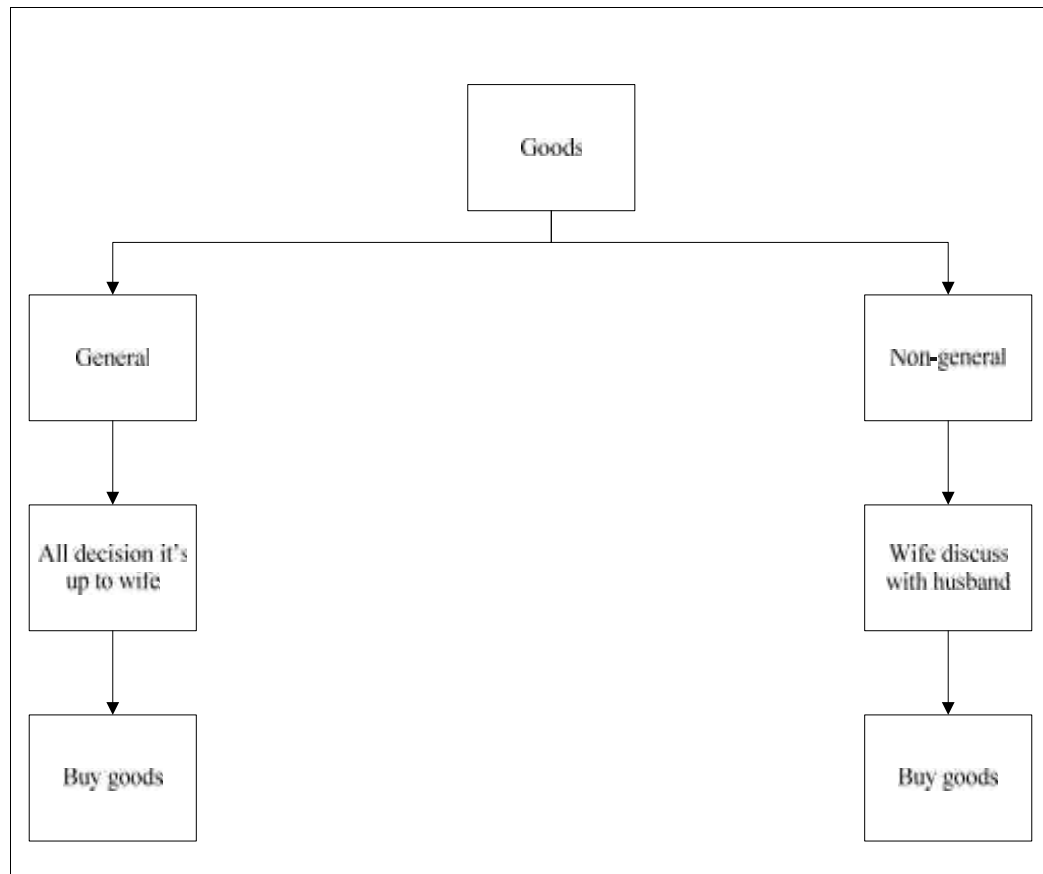 Goods
General
Non-general
All decision it's
up to wife
Wife discuss
with husband
Buy goods
Buy goods